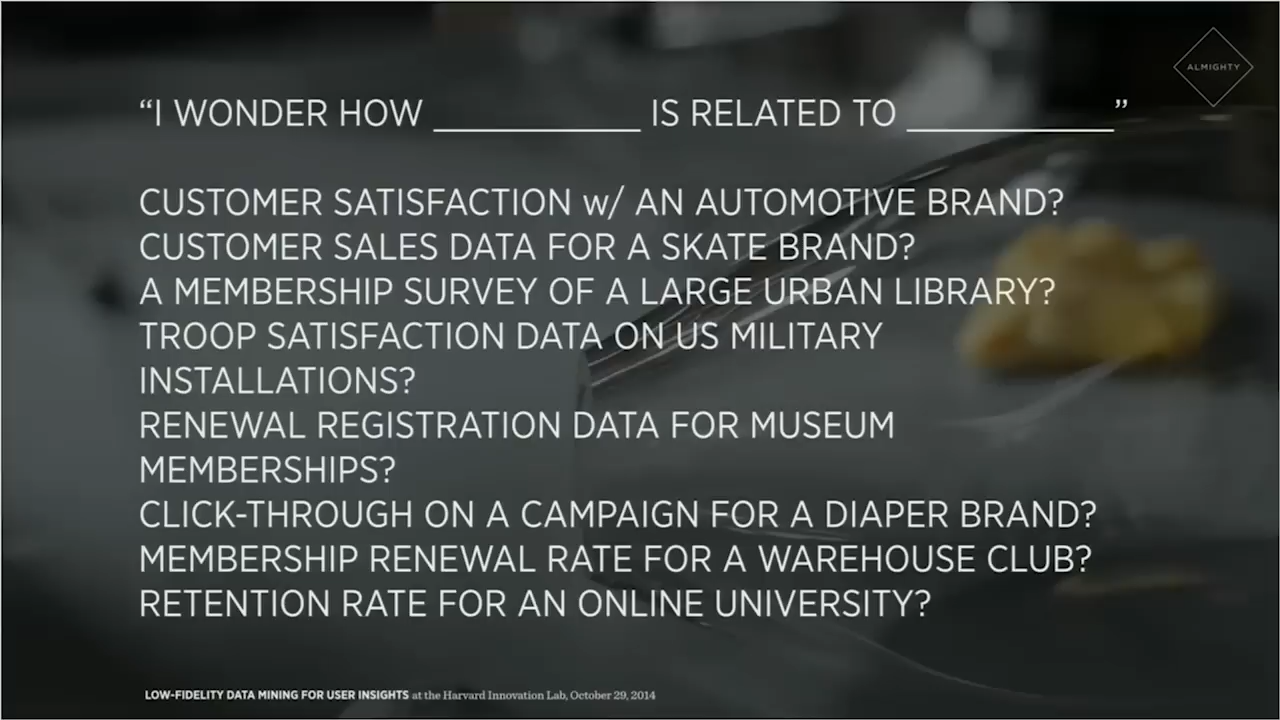 ALMIGHTY
“I WONDER HOW ___________ IS RELATED TO ___________”
CUSTOMER SATISFACTION w/ AN AUTOMOTIVE BRAND?
CUSTOMER SALES DATA FOR A SKATE BRAND?
A MEMBERSHIP SURVEY OF A LARGE URBAN LIBRARY?
TROOP SATISFACTION DATA ON US MILITARY
INSTALLATIONS?
RENEWAL REGISTRATION DATA FOR MUSEUM
MEMBERSHIPS?
CLICK-THROUGH ON A CAMPAIGN FOR A DIAPER BRAND?
MEMBERSHIP RENEWAL RATE FOR A WAREHOUSE CLUB?
RETENTION RATE FOR AN ONLINE UNIVERSITY?
LOW-FIDELITY DATA MINING FOR USER INSIGHTS at the Harvard Innovation Lab, October 29, 2014